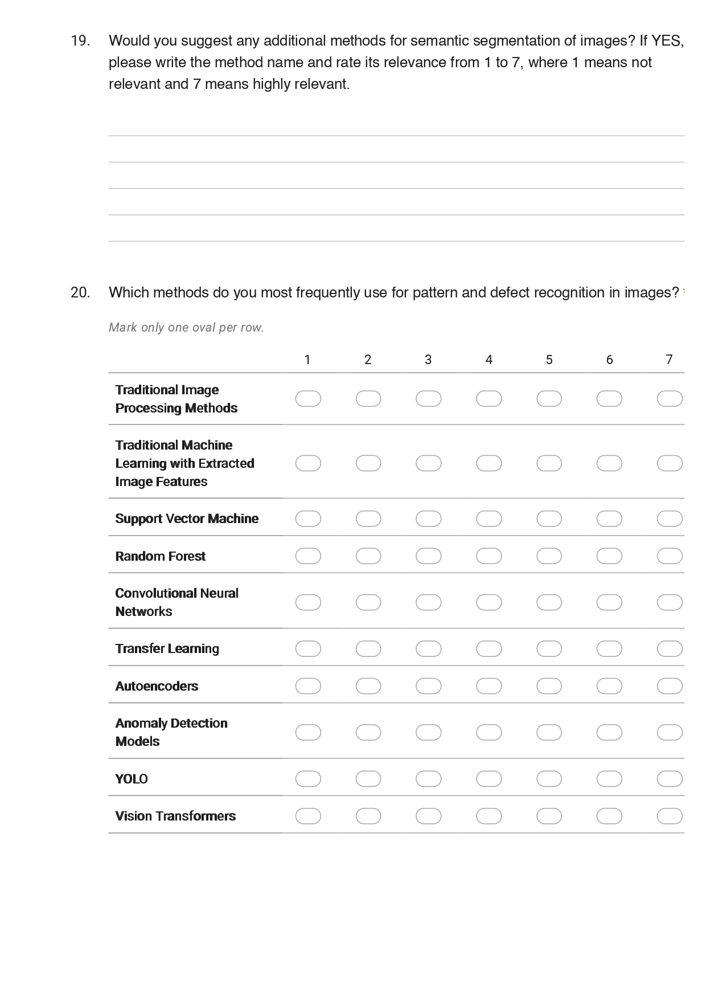 19. Would you suggest any additional methods for semantic segmentation of images? If YES,
please write the method name and rate its relevance from 1 to 7, where 1 means not
relevant and 7 means highly relevant.
20. Which methods do you most frequently use for pattern and defect recognition in images? *
Mark only one oval per row.
1 2 3 4 5 6 7
Traditional Image
Processing Methods
Traditional Machine
Learning with Extracted
Image Features
Support Vector Machine
Random Forest
Convolutional Neural
Networks
Transfer Learning
Autoencoders
Anomaly Detection
Models
YOLO
Vision Transformers